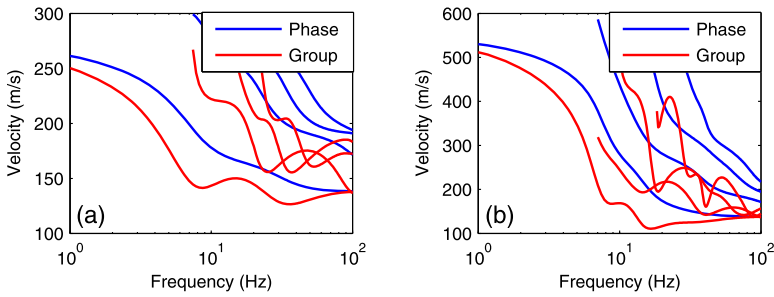 300
250
200
150
100
Velocity (m/s)
Phase
Group
(a)
10^0
10^1
10^2
Frequency (Hz)
600
500
400
300
200
100
Velocity (m/s)
Phase
Group
(b)
10^0
10^1
10^2
Frequency (Hz)